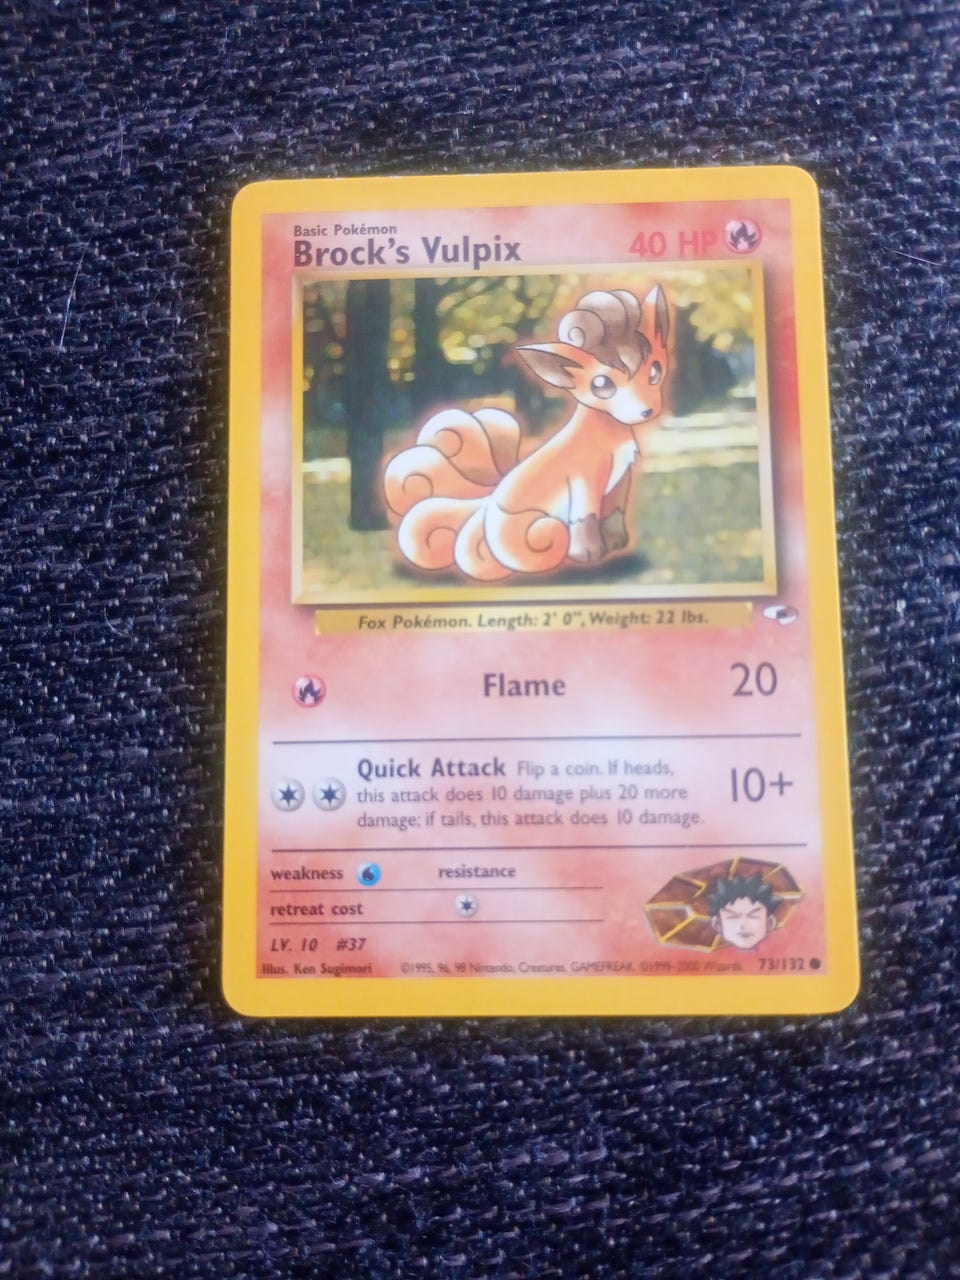 Basic Pokémon
Brock's Vulpix
40 HP
Fox Pokémon. Length: 2' 0", Weight: 22 lbs.
Flame 20
Quick Attack Flip a coin. If heads,
this attack does 10 damage plus 20 more
damage; if tails, this attack does 10 damage.
10+
weakness resistance
retreat cost
LV. 10 #37
Illus. Ken Sugimori ©1995, 96, 98 Nintendo, Creatures, GAMEFREAK. ©1999-2000 Wizards. 73/132